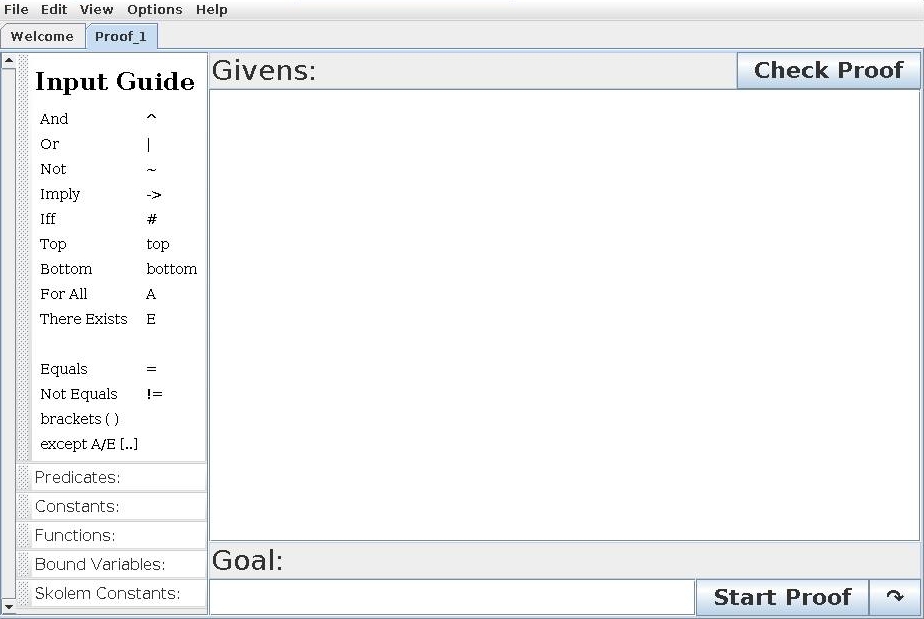 File Edit View Options Help
Welcome Proof_1
Input Guide
And ^
Or |
Not ~
Imply ->
Iff #
Top top
Bottom bottom
For All A
There Exists E
Equals =
Not Equals !=
brackets ( )
except A/E [..]
Predicates:
Constants:
Functions:
Bound Variables:
Skolem Constants:
Givens:
Check Proof
Goal:
Start Proof ↷